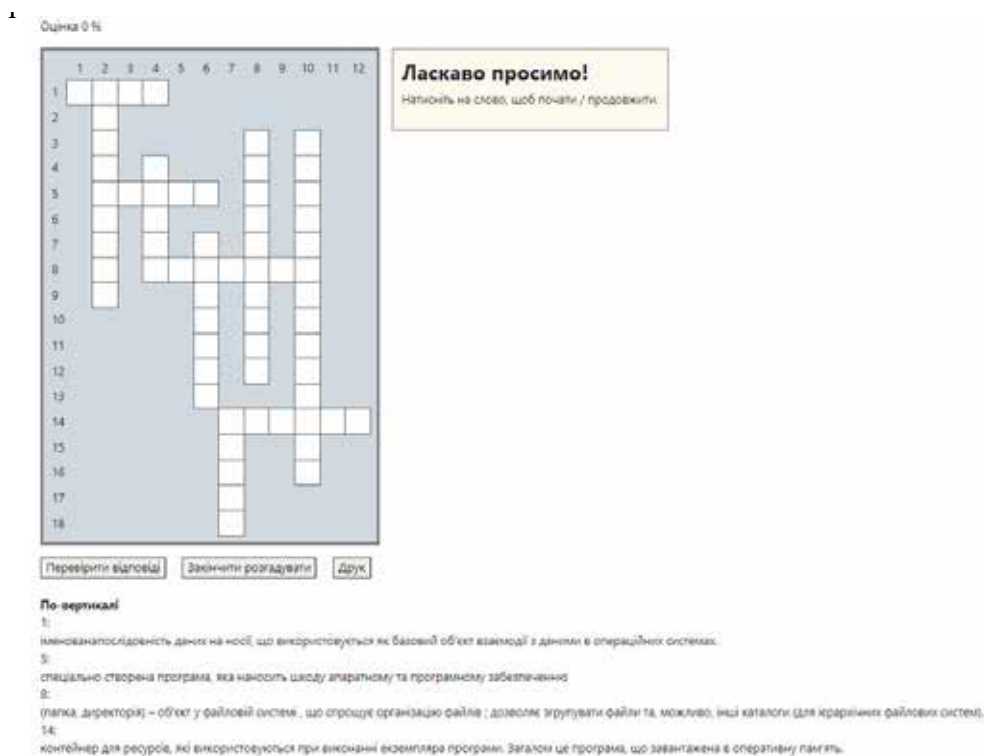 1
Оцінка 0 %
1 2 3 4 5 6 7 8 9 10 11 12
Ласкаво просимо!
Натисніть на слово, щоб почати / продовжити.
1
2
3
4
5
6
7
8
9
10
11
12
13
14
15
16
17
18
Перевірити відповіді Закінчити розгадувати Друк
По вертикалі
1:
іменованапослідовність даних на носії, що використовується як базовий об'єкт взаємодії з даними в операційних системах.
5:
спеціально створена програма, яка наносить шкоду апаратному та програмному забезпеченню
8:
(папка, директорія) – об'єкт у файловій системі , що спрощує організацію файлів ; дозволяє згрупувати файли та, можливо, інші каталоги (для ієрархічних файлових систем).
14:
контейнер для ресурсів, які використовуються при виконанні екземпляра програми. Загалом це програма, що завантажена в оперативну пам'ять.